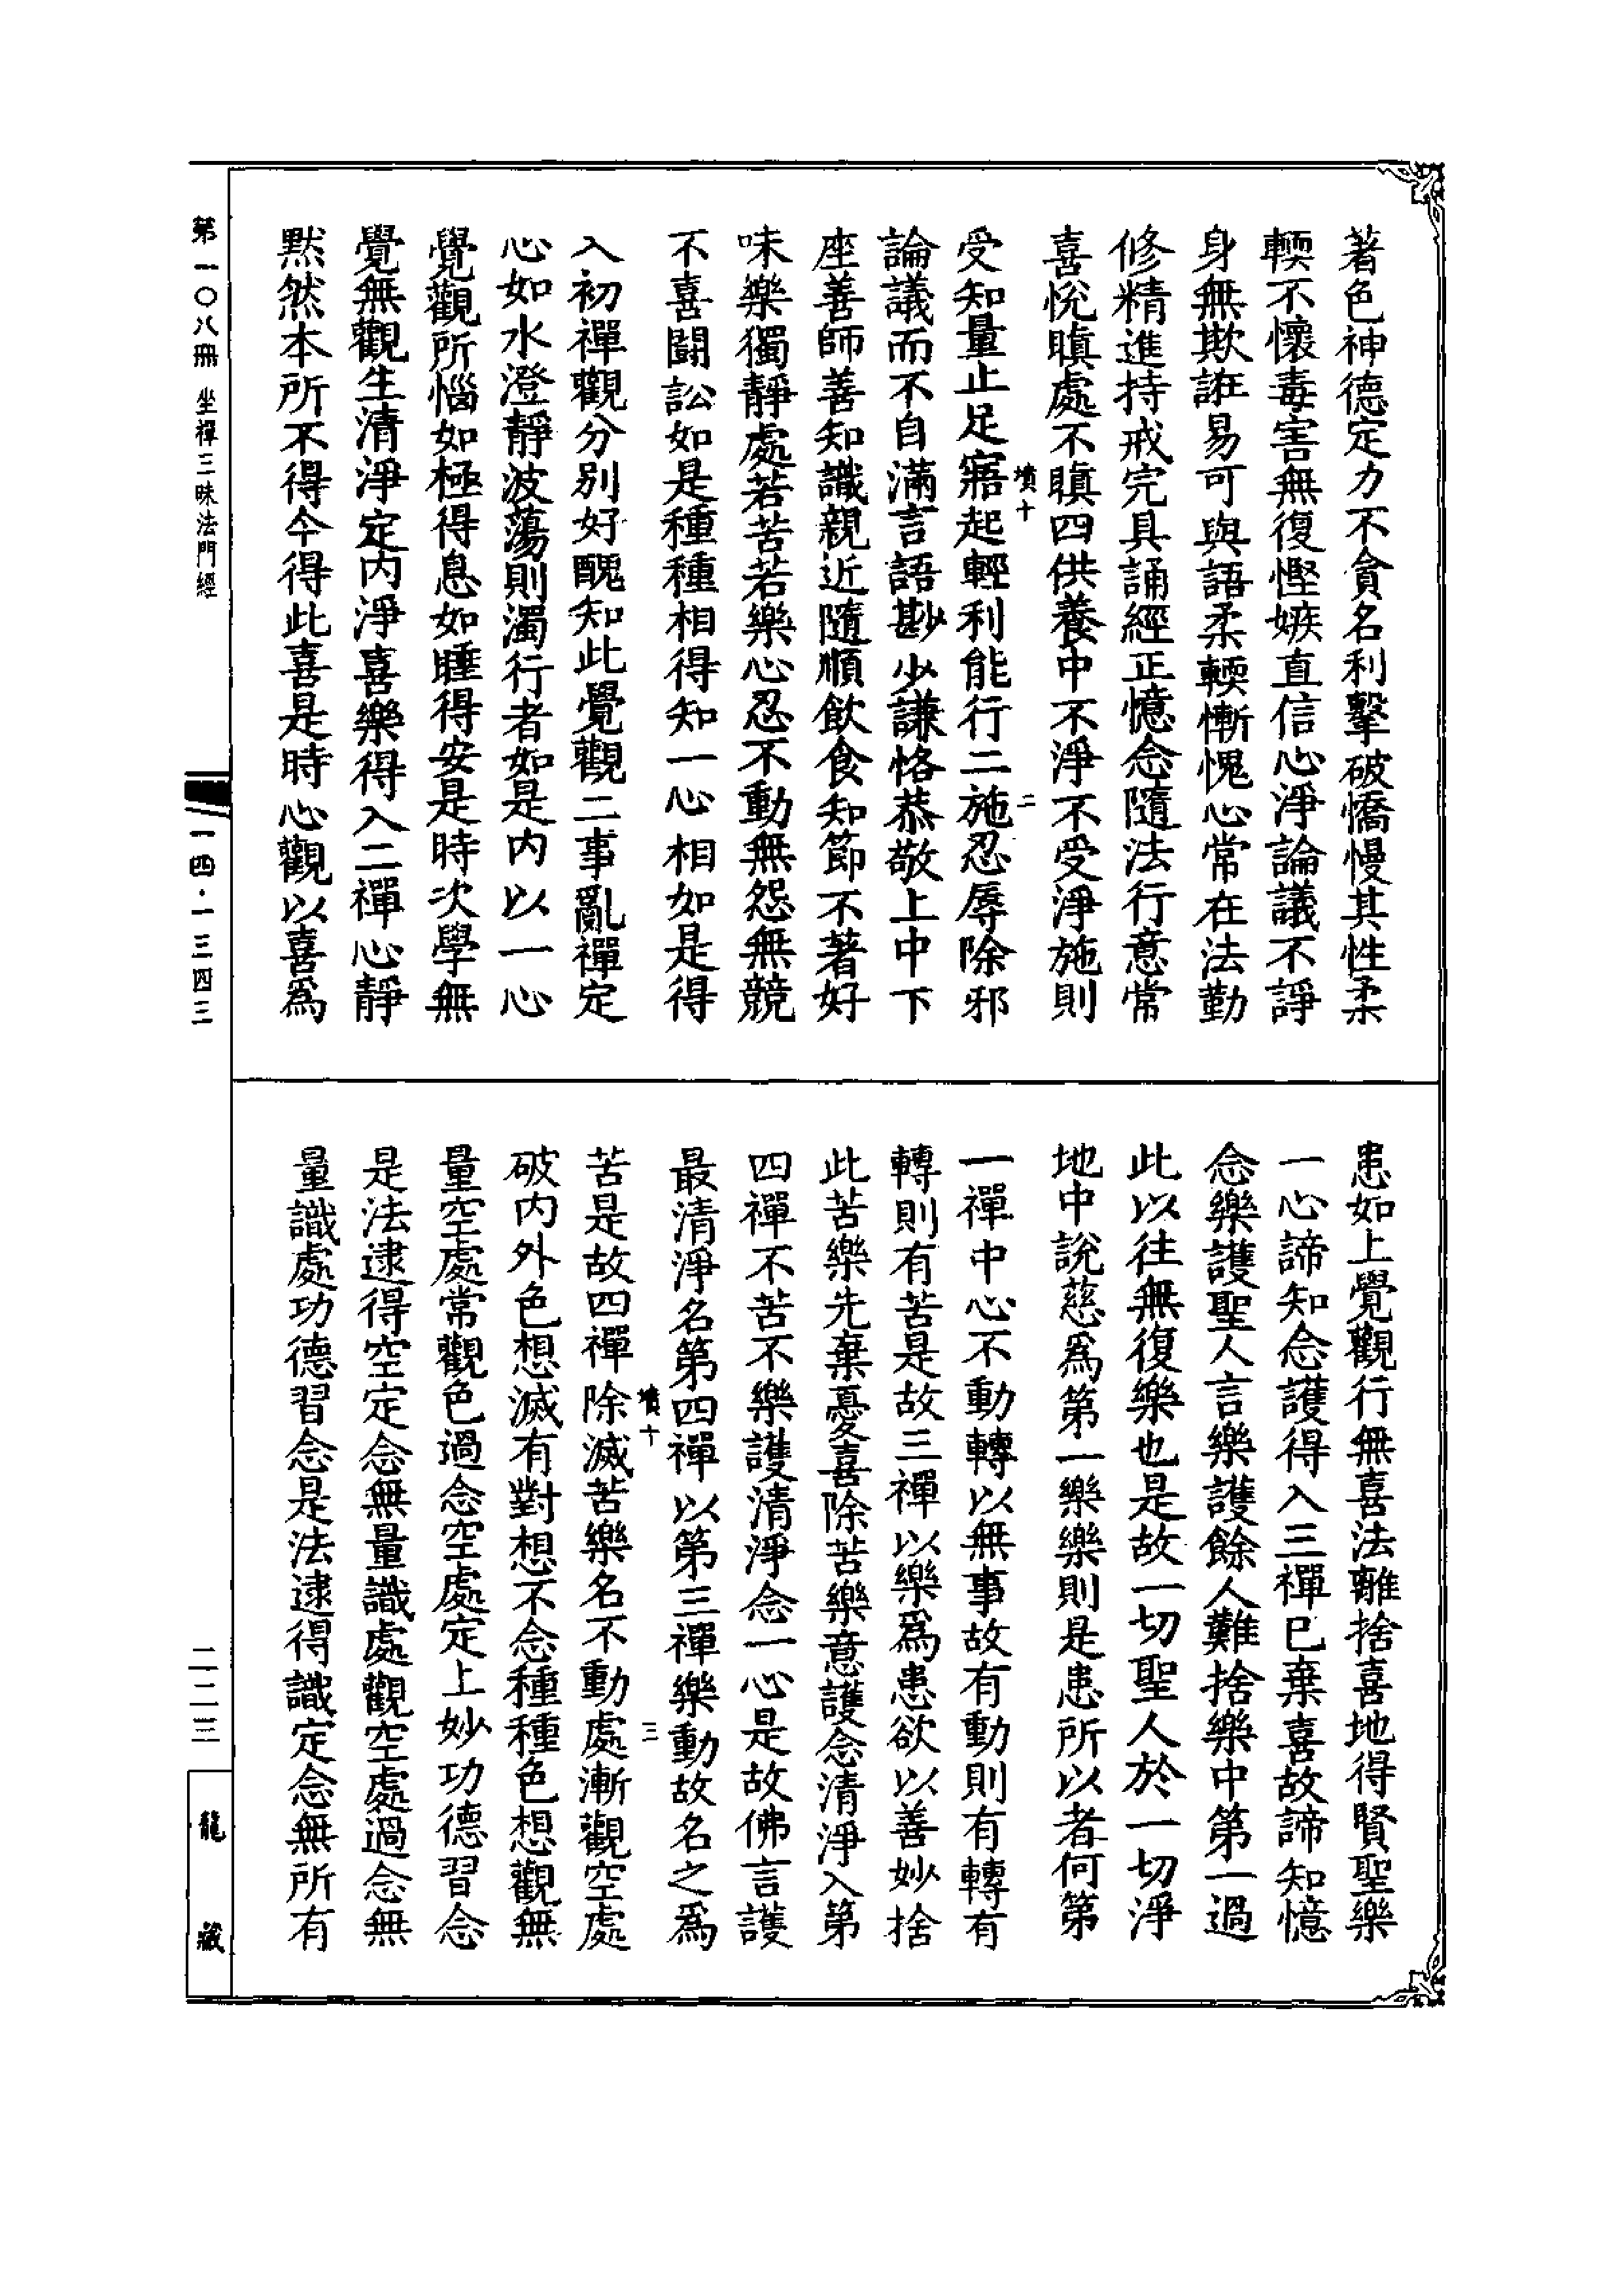 著色神德定力不貪名利擊破憍慢其性柔
輭不懷毒害無復慳嫉直信心淨論議不諍
身無欺誑易可與語柔輭慚愧心常在法勤
修精進持戒完具誦經正憶念隨法行意常
喜悅瞋處不瞋四供養中不淨不受淨施則
墳十 二
受知量止足寤起輕利能行二施忍辱除邪
論議而不自滿言語尠少謙恪恭敬上中下
座善師善知識親近隨順飲食知節不著好
味樂獨靜處若苦若樂心忍不動無怨無競
不喜鬪訟如是種種相得知一心相如是得
入初禪觀分別好醜知此覺觀二事亂禪定
心如水澄靜波蕩則濁行者如是內以一心
覺觀所惱如極得息如睡得安是時次學無
覺無觀生清淨定內淨喜樂得入二禪心靜
默然本所不得今得此喜是時心觀以喜為
患如上覺觀行無喜法離捨喜地得賢聖樂
一心諦知念護得入三禪已棄喜故諦知憶
念樂護聖人言樂護餘人難捨樂中第一過
此以往無復樂也是故一切聖人於一切淨
地中說慈為第一樂樂則是患所以者何第
一禪中心不動轉以無事故有動則有轉有
轉則有苦是故三禪以樂為患欲以善妙捨
此苦樂先棄憂喜除苦樂意護念清淨入第
四禪不苦不樂護清淨念一心是故佛言護
最清淨名第四禪以第三禪樂動故名之為
墳十 三
苦是故四禪除滅苦樂名不動處漸觀空處
破內外色想滅有對想不念種種色想觀無
量空處常觀色過念空處定上妙功德習念
是法逮得空定念無量識處觀空處過念無
量識處功德習念是法逮得識定念無所有
第一〇八冊 坐禪三昧法門經
一四·一三四三
二二三
龍藏